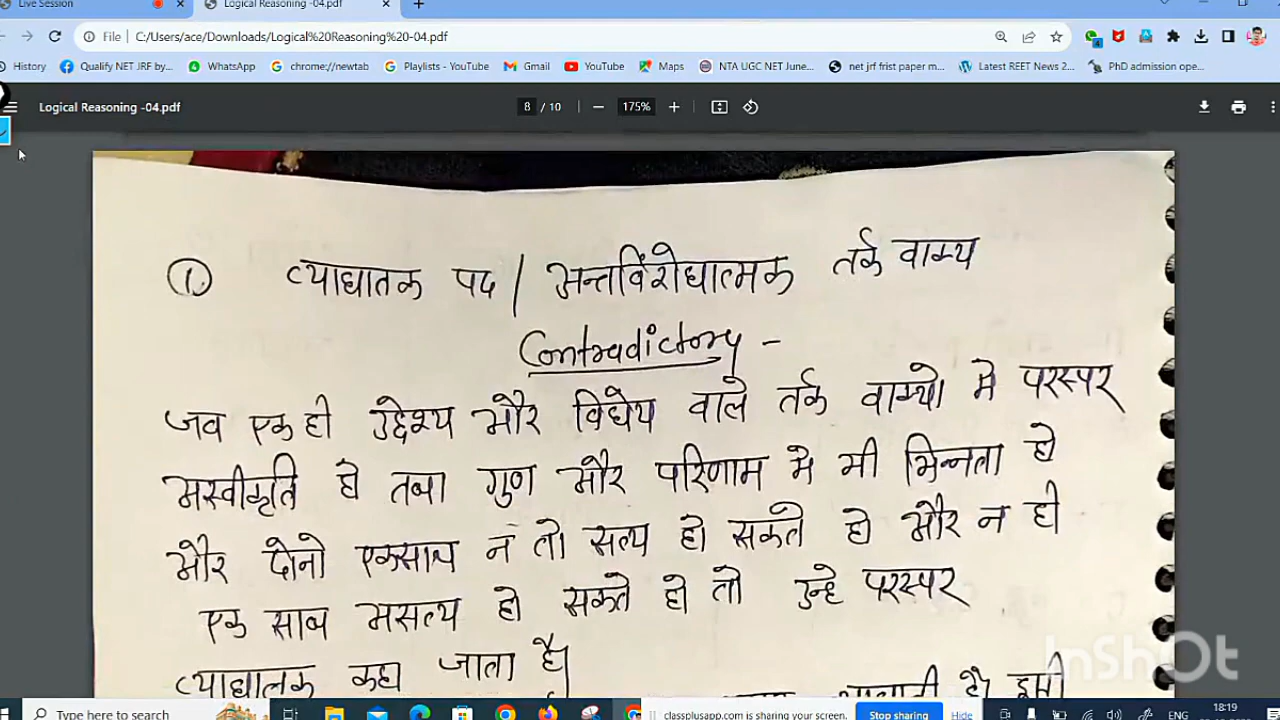 Live Session
Logical Reasoning -04.pdf
File | C:/Users/ace/Downloads/Logical%20Reasoning%20-04.pdf
History Qualify NET JRF by... WhatsApp chrome://newtab Playlists - YouTube Gmail YouTube Maps NTA UGC NET June... net jrf frist paper m... Latest REET News 2... PhD admission ope...
Logical Reasoning -04.pdf 8 / 10 175%
① व्याघातक पद / अन्तर्विरोधात्मक तर्क वाक्य
Contradictory -
जब एक ही उद्देश्य और विधेय वाले तर्क वाक्यो मे परस्पर
अस्वीकृति हो तथा गुण और परिणाम मे भी भिन्नता हो
और दोनो एकसाथ न तो सत्य हो सकते हो और न ही
एक साथ असत्य हो सकते हो तो उन्हे परस्पर
व्याघातक कहा जाता है।
है। इसी
InShOt
Type here to search
classplusapp.com is sharing your screen. Stop sharing Hide
ENG
18:19